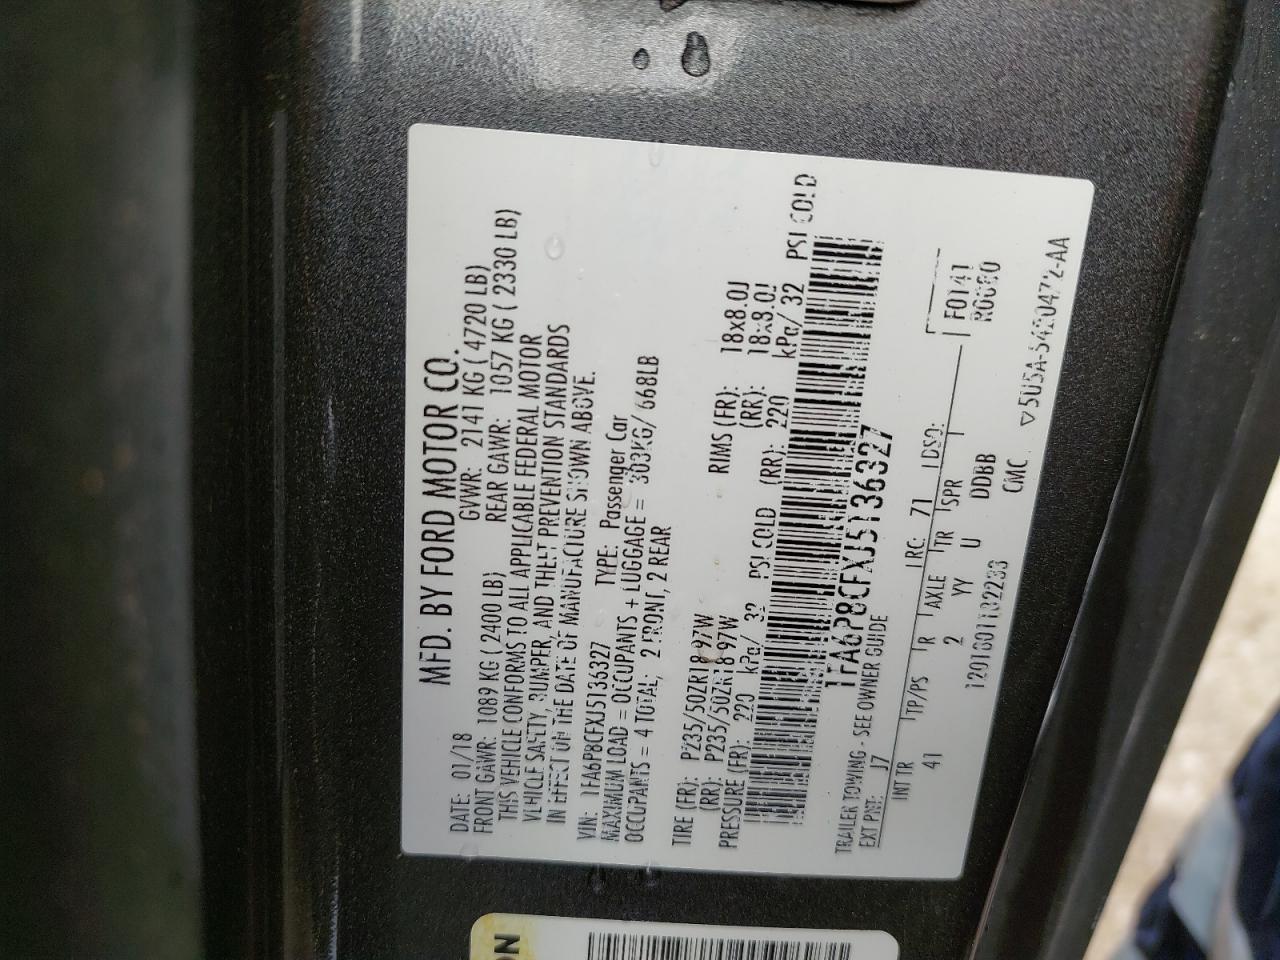 MFD. BY FORD MOTOR CO.
DATE: 01/18 GVWR: 2141 KG ( 4720 LB)
FRONT GAWR: 1089 KG ( 2400 LB) REAR GAWR: 1057 KG ( 2330 LB)
THIS VEHICLE CONFORMS TO ALL APPLICABLE FEDERAL MOTOR
VEHICLE SAFETY, BUMPER, AND THEFT PREVENTION STANDARDS
IN EFFECT ON THE DATE OF MANUFACTURE SHOWN ABOVE.
VIN: 1FA6P8CFXJ5136327 TYPE: Passenger Car
MAXIMUM LOAD = OCCUPANTS + LUGGAGE = 303KG/ 668LB
OCCUPANTS = 4 TOTAL; 2 FRONT, 2 REAR
TIRE (FR): P235/50ZR18 97W RIMS (FR): 18x8.0J
(RR): P235/50ZR18 97W (RR): 18x8.0J
PRESSURE (FR): 220 kPa/ 32 PSI COLD (RR): 220 kPa/ 32 PSI COLD
1FA6P8CFXJ5136327
TRAILER TOWING - SEE OWNER GUIDE
EXT PNT: J7 RC: 71 DSO: F0141
INT TR TP/PS R AXLE TR SPR
41 2 YY U DDBB
CMC
▽5U5A-5420472-AA